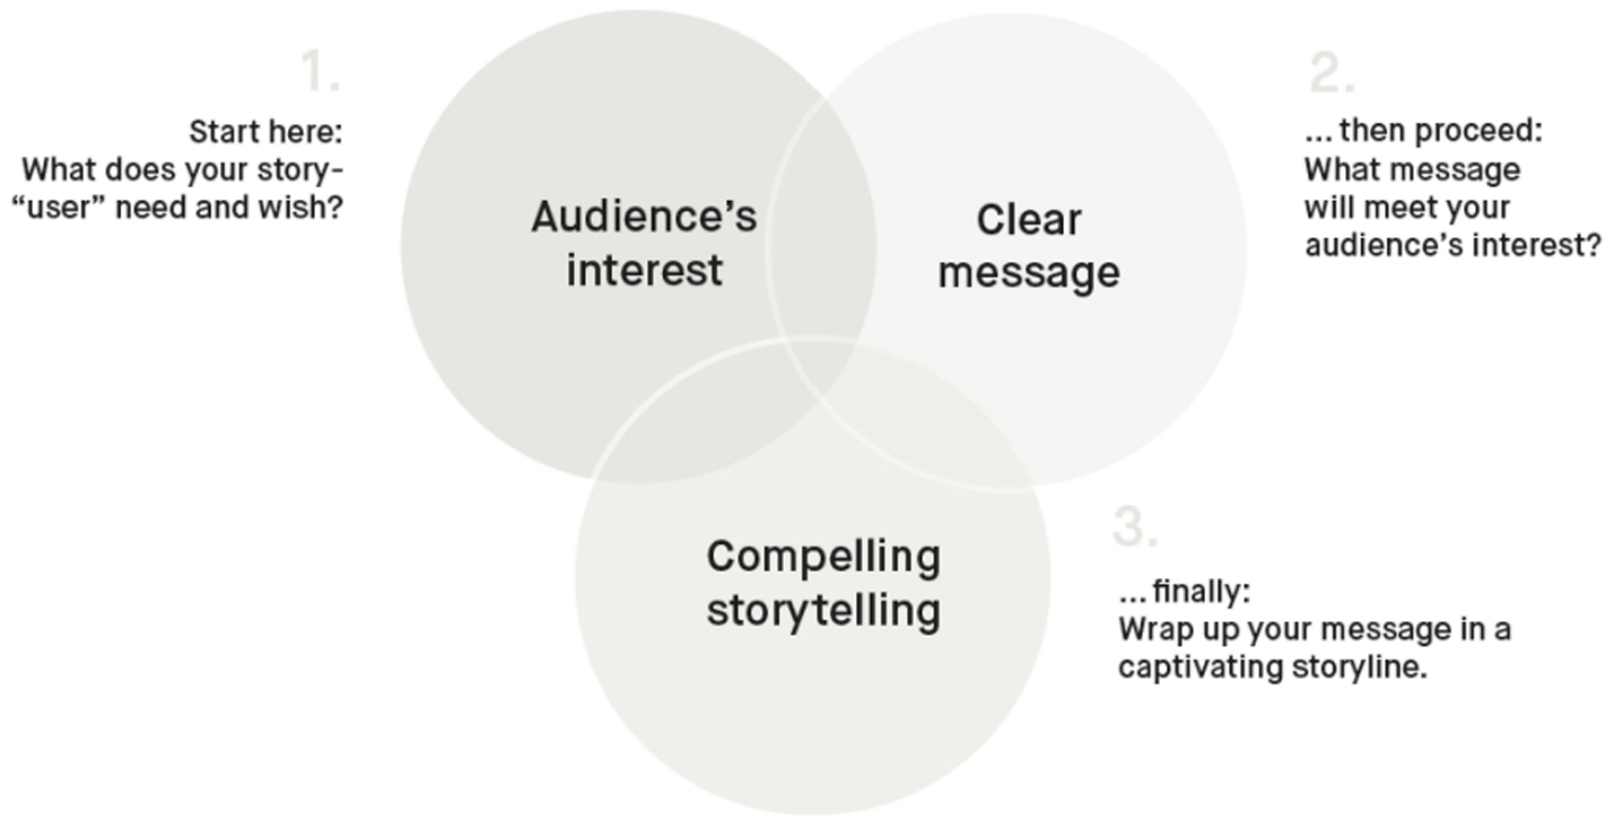 1.
Start here:
What does your story-
“user” need and wish?
Audience’s
interest
Clear
message
2.
... then proceed:
What message
will meet your
audience’s interest?
Compelling
storytelling
3.
... finally:
Wrap up your message in a
captivating storyline.